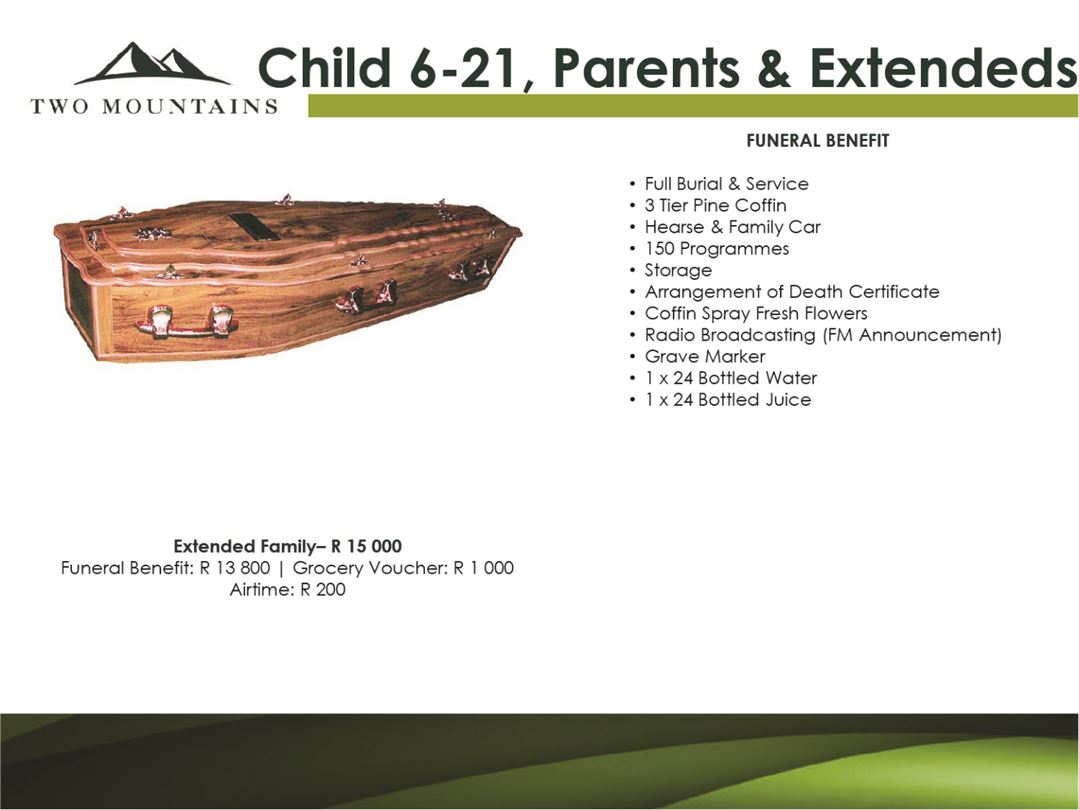 Child 6-21, Parents & Extendeds
TWO MOUNTAINS
FUNERAL BENEFIT
• Full Burial & Service
• 3 Tier Pine Coffin
• Hearse & Family Car
• 150 Programmes
• Storage
• Arrangement of Death Certificate
• Coffin Spray Fresh Flowers
• Radio Broadcasting (FM Announcement)
• Grave Marker
• 1 x 24 Bottled Water
• 1 x 24 Bottled Juice
Extended Family– R 15 000
Funeral Benefit: R 13 800 | Grocery Voucher: R 1 000
Airtime: R 200